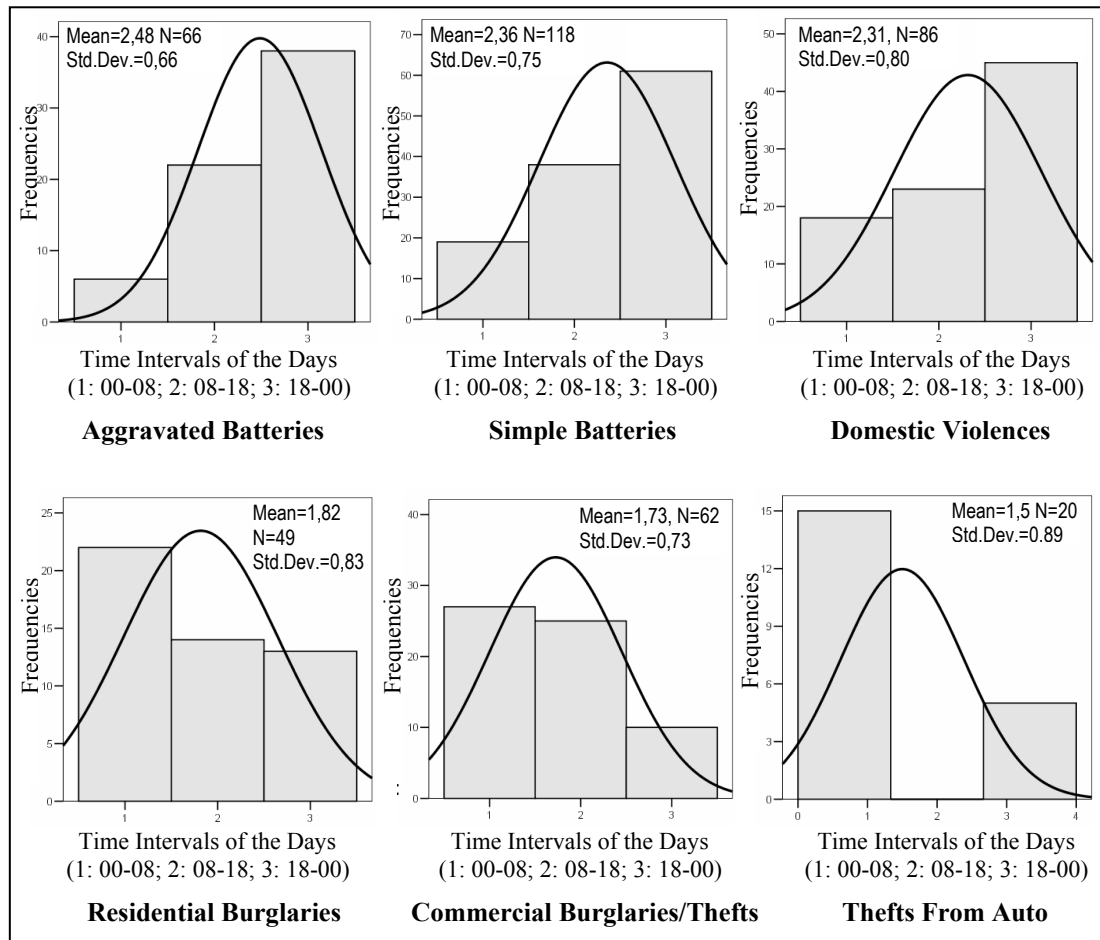 Mean=2,48 N=66
Std.Dev.=0,66
Frequencies
40
30
20
10
0
1 2 3
Time Intervals of the Days
(1: 00-08; 2: 08-18; 3: 18-00)
Aggravated Batteries
Mean=2,36 N=118
Std.Dev.=0,75
Frequencies
70
60
50
40
30
20
10
0
1 2 3
Time Intervals of the Days
(1: 00-08; 2: 08-18; 3: 18-00)
Simple Batteries
Mean=2,31, N=86
Std.Dev.=0,80
Frequencies
50
40
30
20
10
0
1 2 3
Time Intervals of the Days
(1: 00-08; 2: 08-18; 3: 18-00)
Domestic Violences
Mean=1,82
N=49
Std.Dev.=0,83
Frequencies
25
20
15
10
5
0
1 2 3
Time Intervals of the Days
(1: 00-08; 2: 08-18; 3: 18-00)
Residential Burglaries
Mean=1,73, N=62
Std.Dev.=0,73
Frequencies
40
30
20
10
0
:
1 2 3
Time Intervals of the Days
(1: 00-08; 2: 08-18; 3: 18-00)
Commercial Burglaries/Thefts
Mean=1,5 N=20
Std.Dev.=0.89
Frequencies
15
12
9
6
3
0
0 1 2 3 4
Time Intervals of the Days
(1: 00-08; 2: 08-18; 3: 18-00)
Thefts From Auto